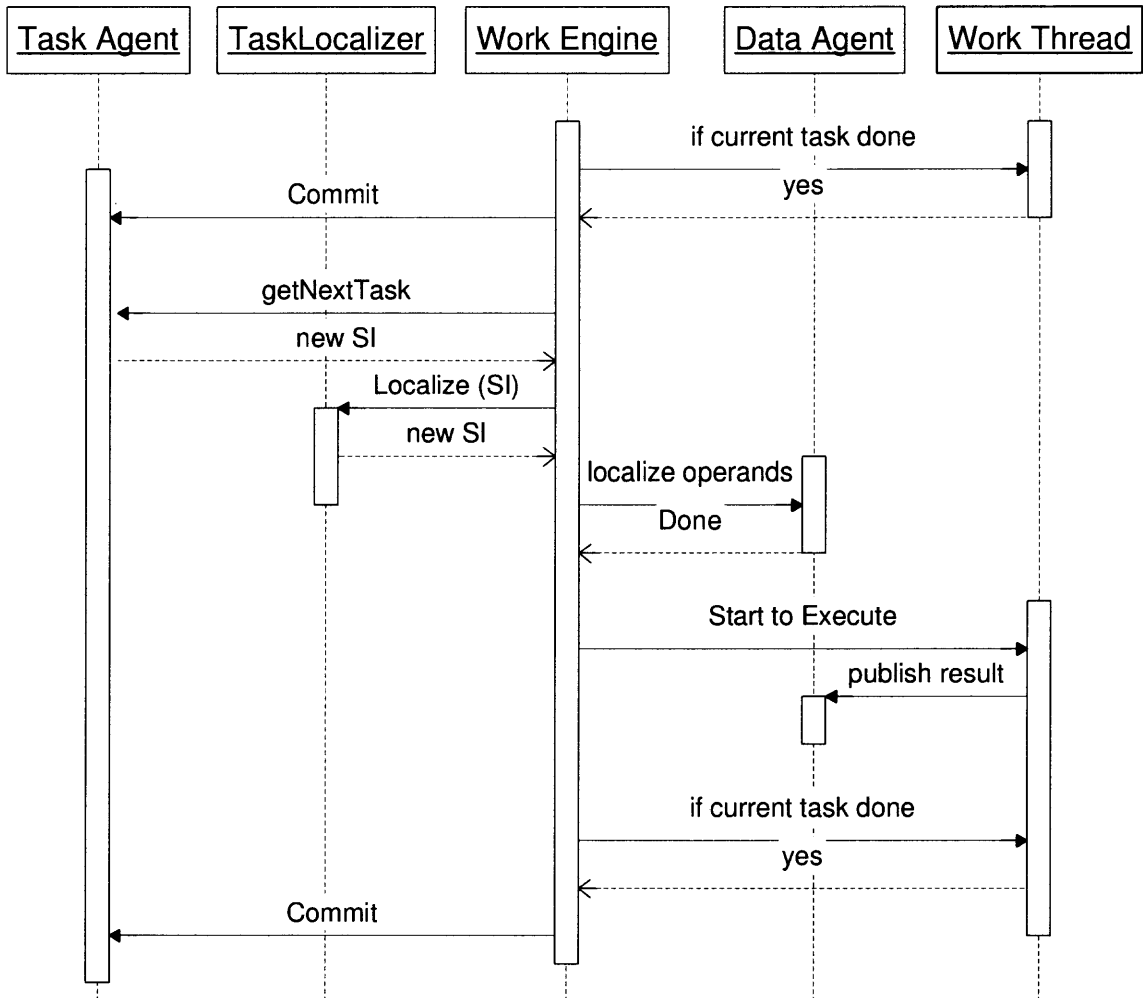 Task Agent
TaskLocalizer
Work Engine
Data Agent
Work Thread
if current task done
yes
Commit
getNextTask
new SI
Localize (SI)
new SI
localize operands
Done
Start to Execute
publish result
if current task done
yes
Commit